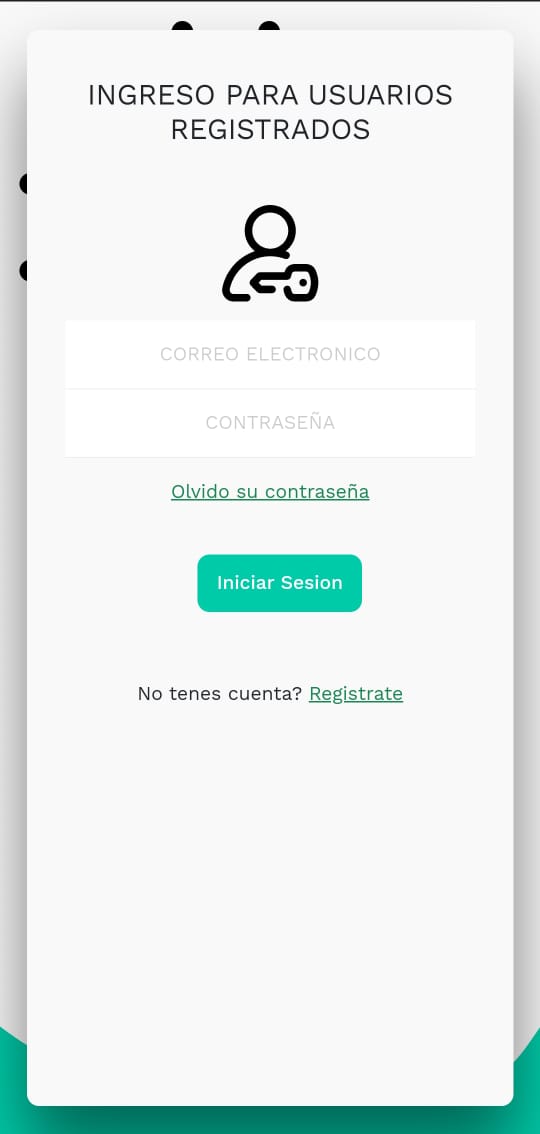 INGRESO PARA USUARIOS
REGISTRADOS
CORREO ELECTRONICO
CONTRASEÑA
Olvido su contraseña
Iniciar Sesion
No tenes cuenta? Registrate